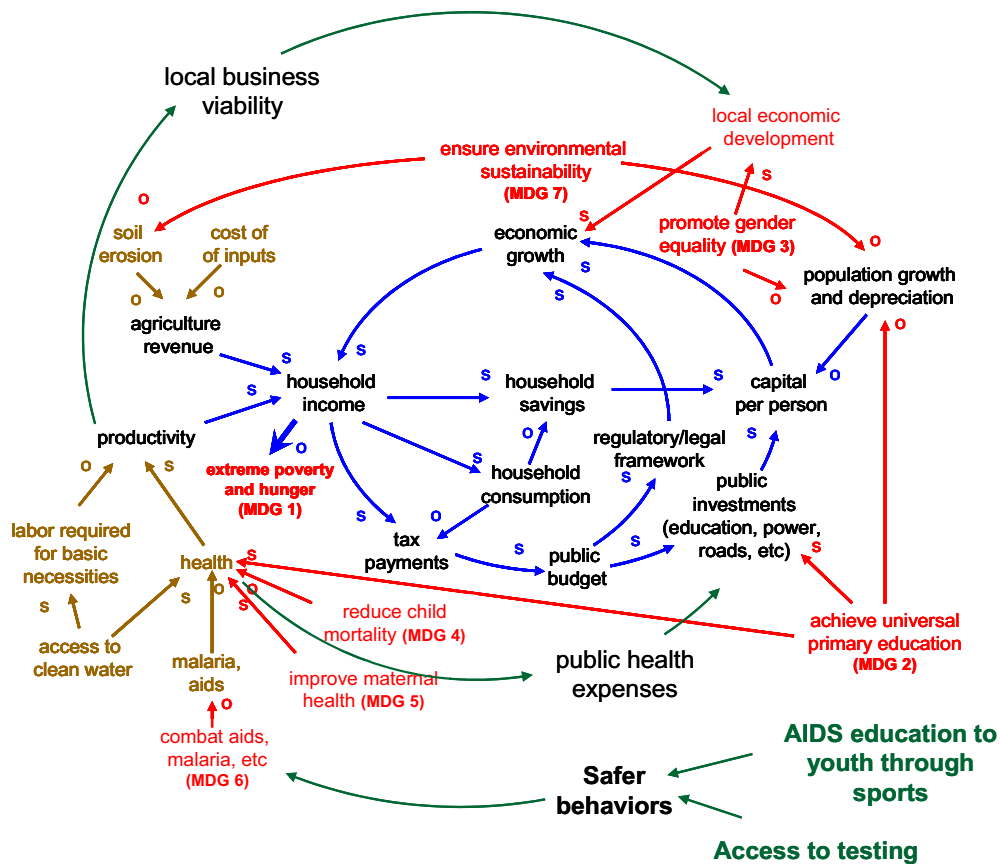 local business
viability
local economic
development
ensure environmental
sustainability
(MDG 7)
s
o
soil
erosion
cost of
of inputs
s
promote gender
equality (MDG 3)
economic
growth
s
s
o
o
population growth
and depreciation
o
o
o
agriculture
revenue
s
s
household
income
s
s
household
savings
s
capital
per person
o
productivity
o
s
o
extreme poverty
and hunger
(MDG 1)
s
o
household
consumption
regulatory/legal
framework
s
s
public
investments
(education, power,
roads, etc)
labor required
for basic
necessities
s
o
tax
payments
s
public
budget
s
s
health
s
s
o
o
s
s
reduce child
mortality (MDG 4)
achieve universal
primary education
(MDG 2)
access to
clean water
malaria,
aids
improve maternal
health (MDG 5)
public health
expenses
o
combat aids,
malaria, etc
(MDG 6)
Safer
behaviors
AIDS education to
youth through
sports
Access to testing